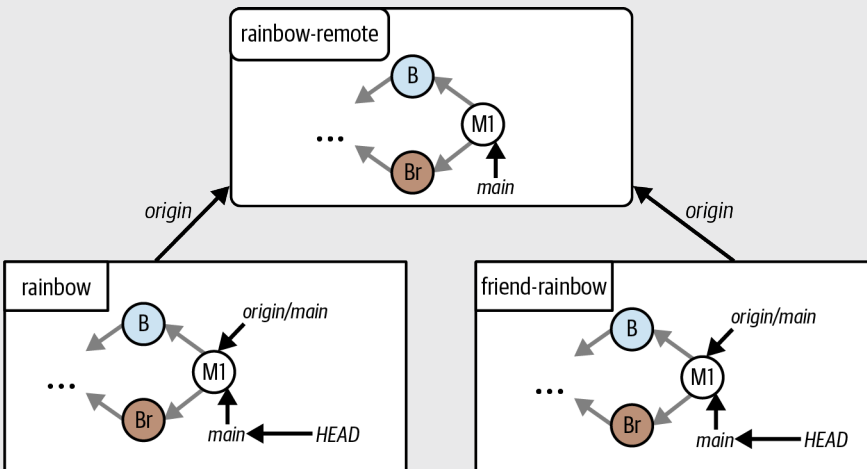 rainbow-remote
B
M1
...
Br
main
origin
origin
rainbow
B
origin/main
M1
...
Br
main
HEAD
friend-rainbow
B
origin/main
M1
...
Br
main
HEAD